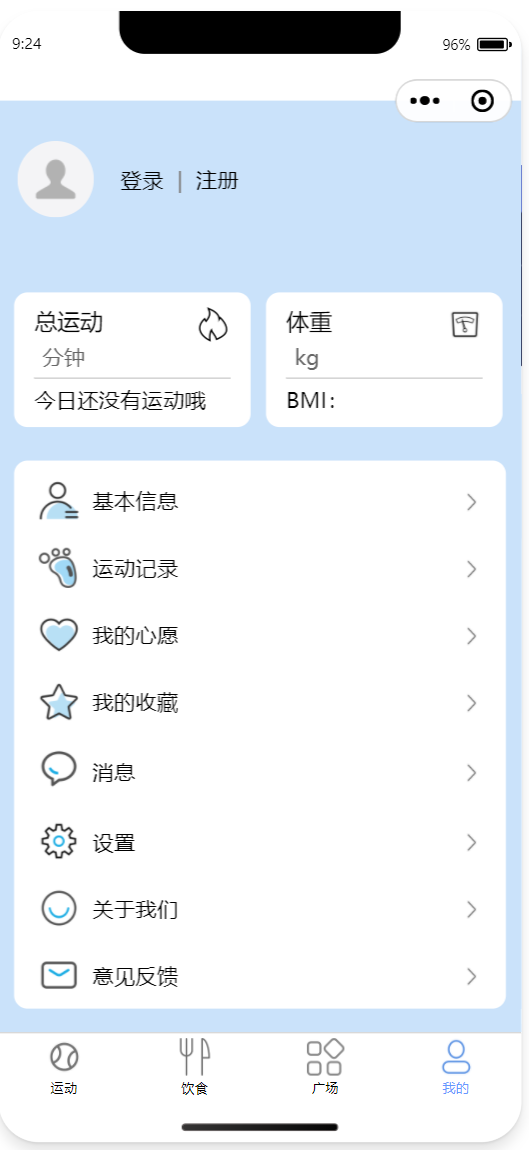 9:24
96%
登录 | 注册
总运动
分钟
今日还没有运动哦
体重
kg
BMI:
基本信息
运动记录
我的心愿
我的收藏
消息
设置
关于我们
意见反馈
运动
饮食
广场
我的